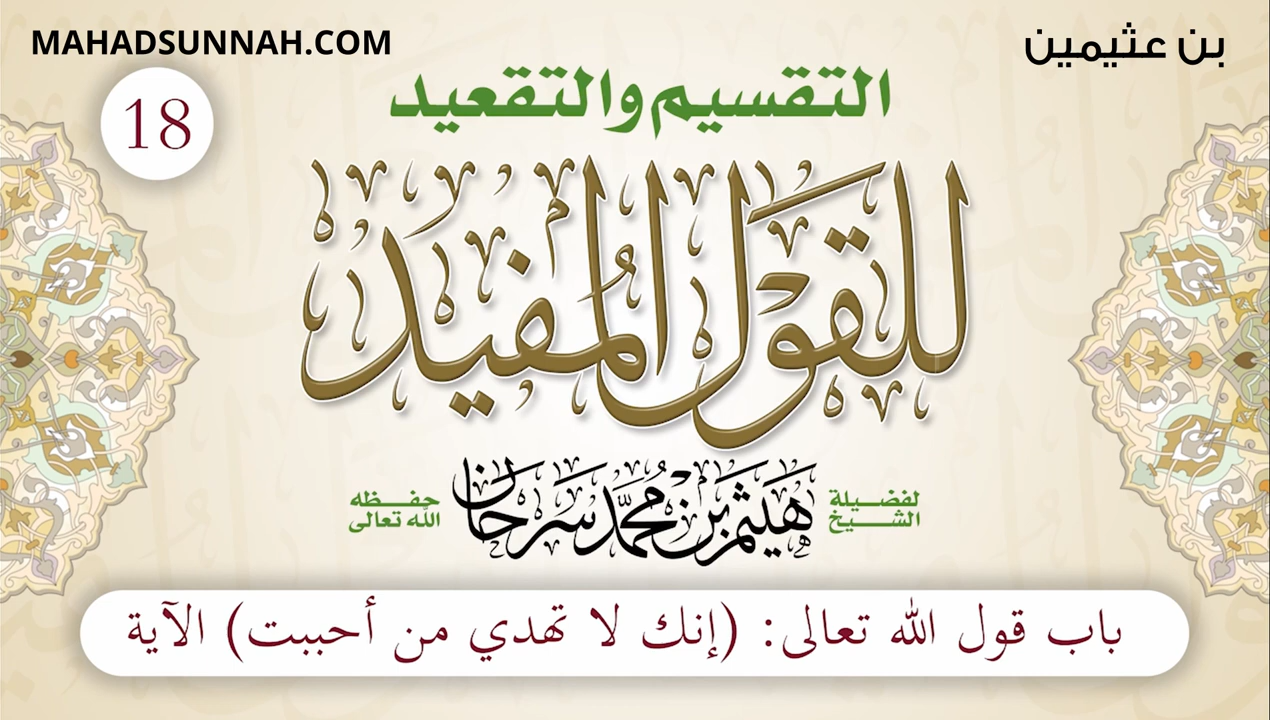 MAHADSUNNAH.COM
بن عثيمين
18
التقسيم والتقعيد
للقول المفيد
لفضيلة الشيخ
هيثم بن محمد سرحان
حفظه الله تعالى
باب قول الله تعالى: (إنك لا تهدي من أحببت) الآية